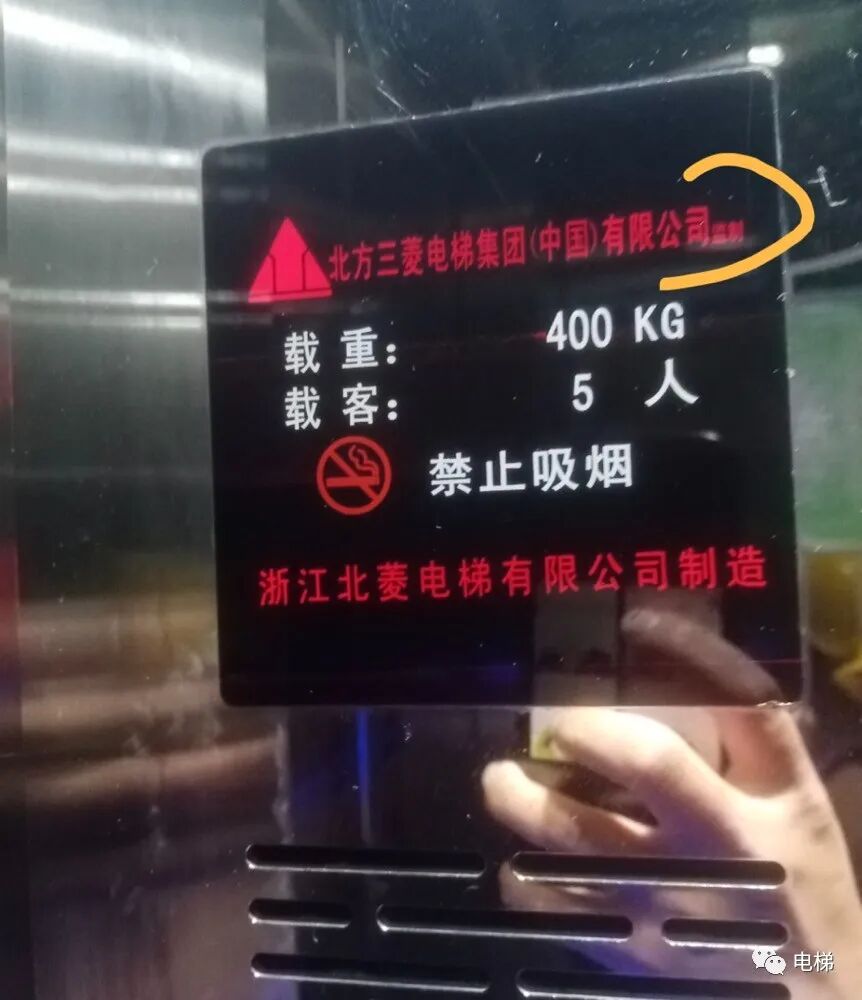 北方三菱电梯集团(中国)有限公司监制
载 重： 400 KG
载 客： 5 人
禁止吸烟
浙江北菱电梯有限公司制造
电梯